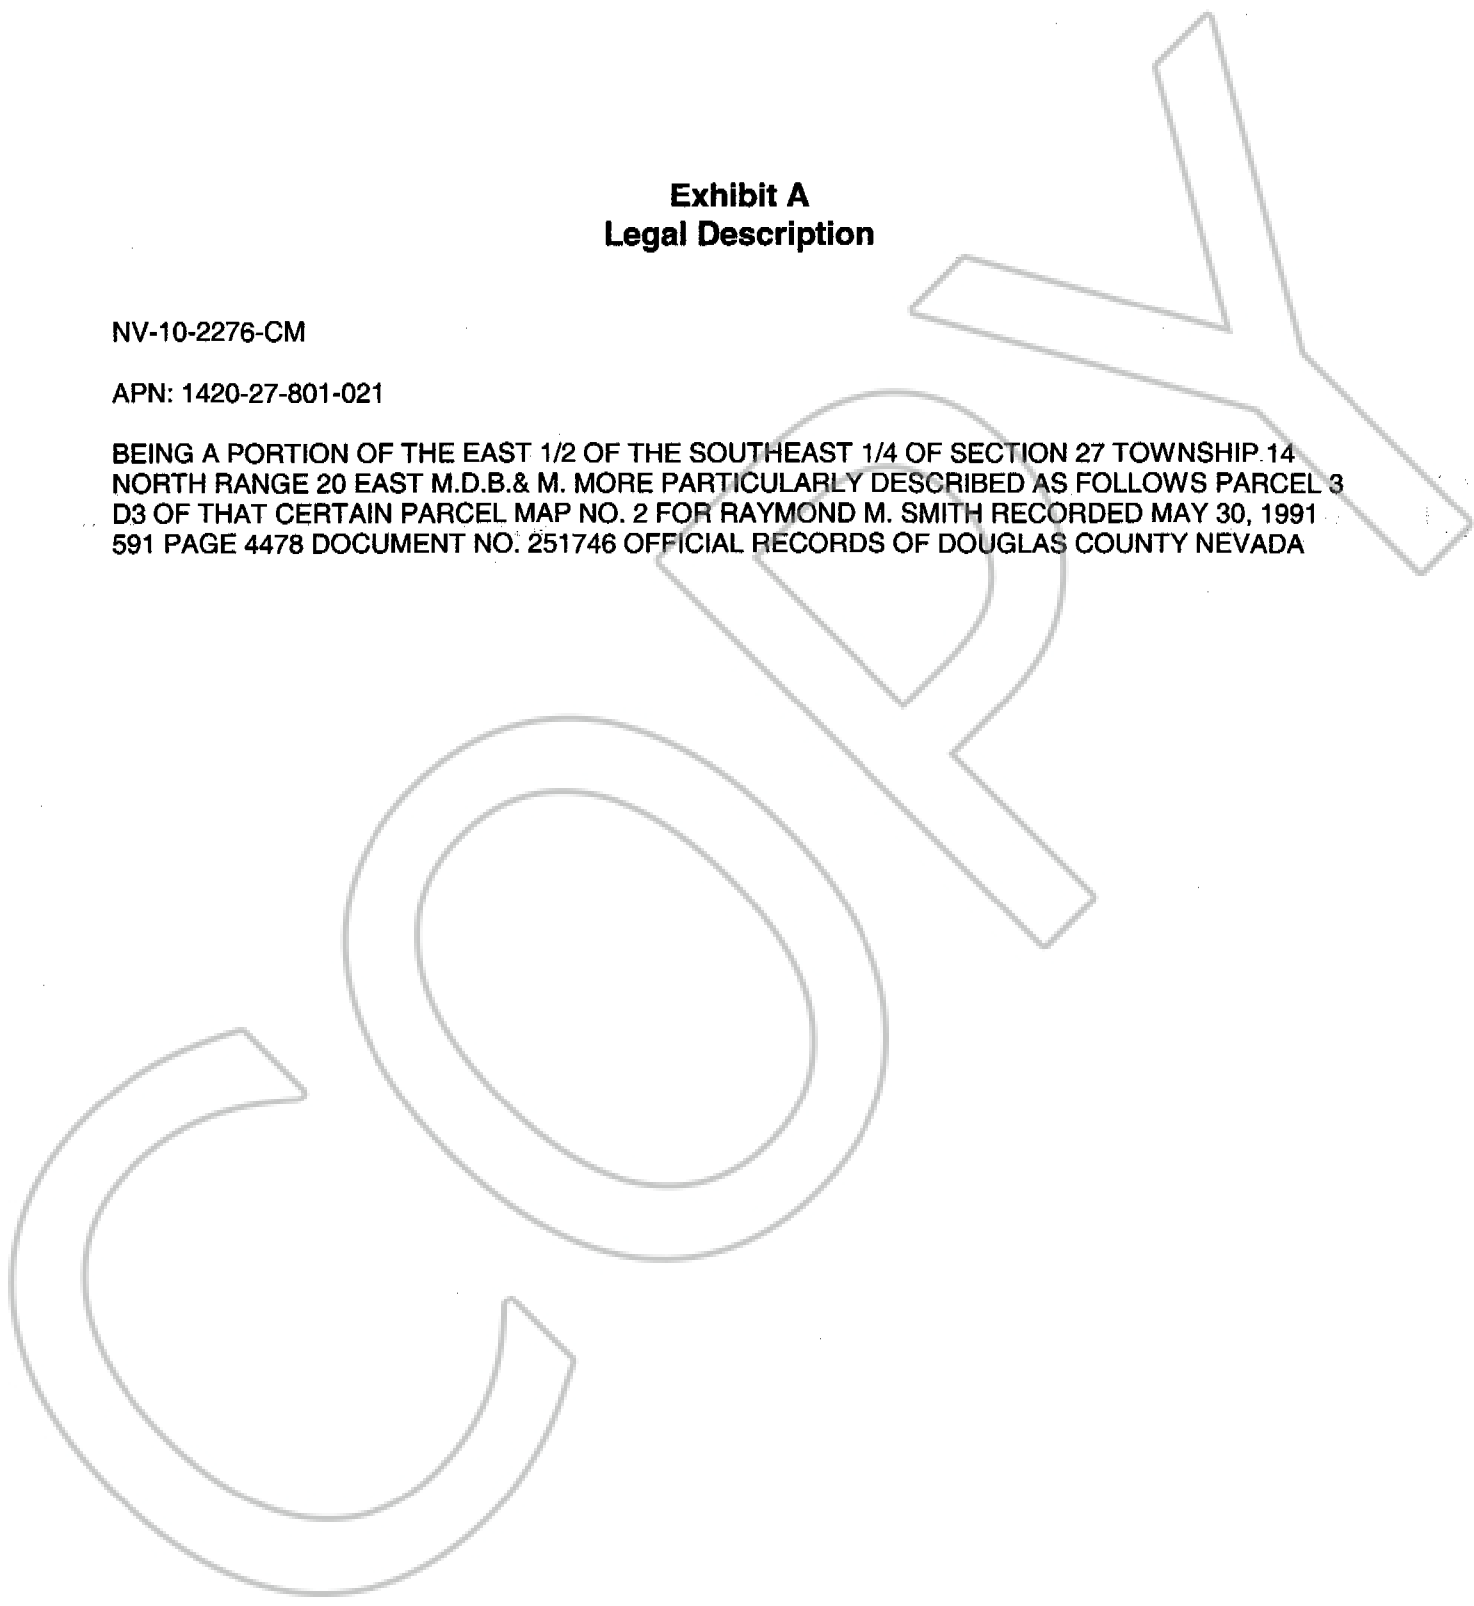 Exhibit A
Legal Description
NV-10-2276-CM
APN: 1420-27-801-021
BEING A PORTION OF THE EAST 1/2 OF THE SOUTHEAST 1/4 OF SECTION 27 TOWNSHIP 14
NORTH RANGE 20 EAST M.D.B.& M. MORE PARTICULARLY DESCRIBED AS FOLLOWS PARCEL 3
D3 OF THAT CERTAIN PARCEL MAP NO. 2 FOR RAYMOND M. SMITH RECORDED MAY 30, 1991
591 PAGE 4478 DOCUMENT NO. 251746 OFFICIAL RECORDS OF DOUGLAS COUNTY NEVADA
COPY